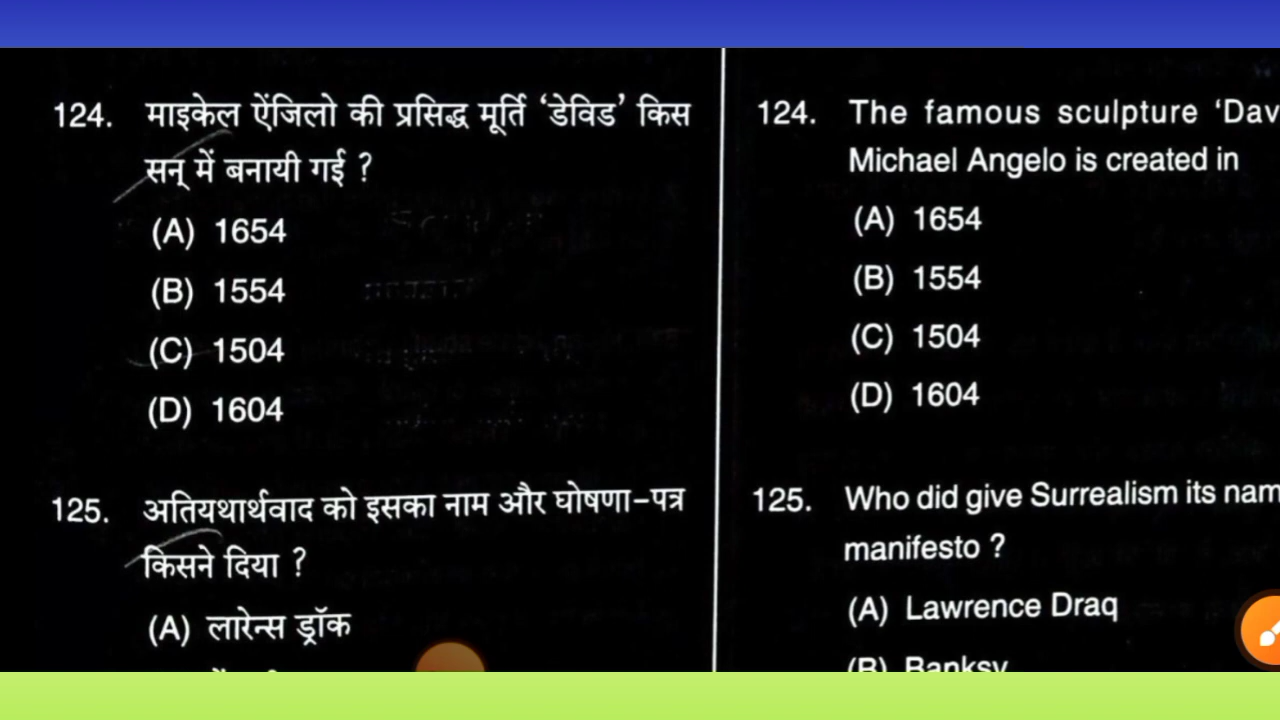 124. माइकेल ऐंजिलो की प्रसिद्ध मूर्ति ‘डेविड’ किस
सन् में बनायी गई ?
(A) 1654
(B) 1554
(C) 1504
(D) 1604
125. अतियथार्थवाद को इसका नाम और घोषणा-पत्र
किसने दिया ?
(A) लारेन्स ड्रॉक
124. The famous sculpture ‘Dav
Michael Angelo is created in
(A) 1654
(B) 1554
(C) 1504
(D) 1604
125. Who did give Surrealism its nam
manifesto ?
(A) Lawrence Draq
(B) Banksy